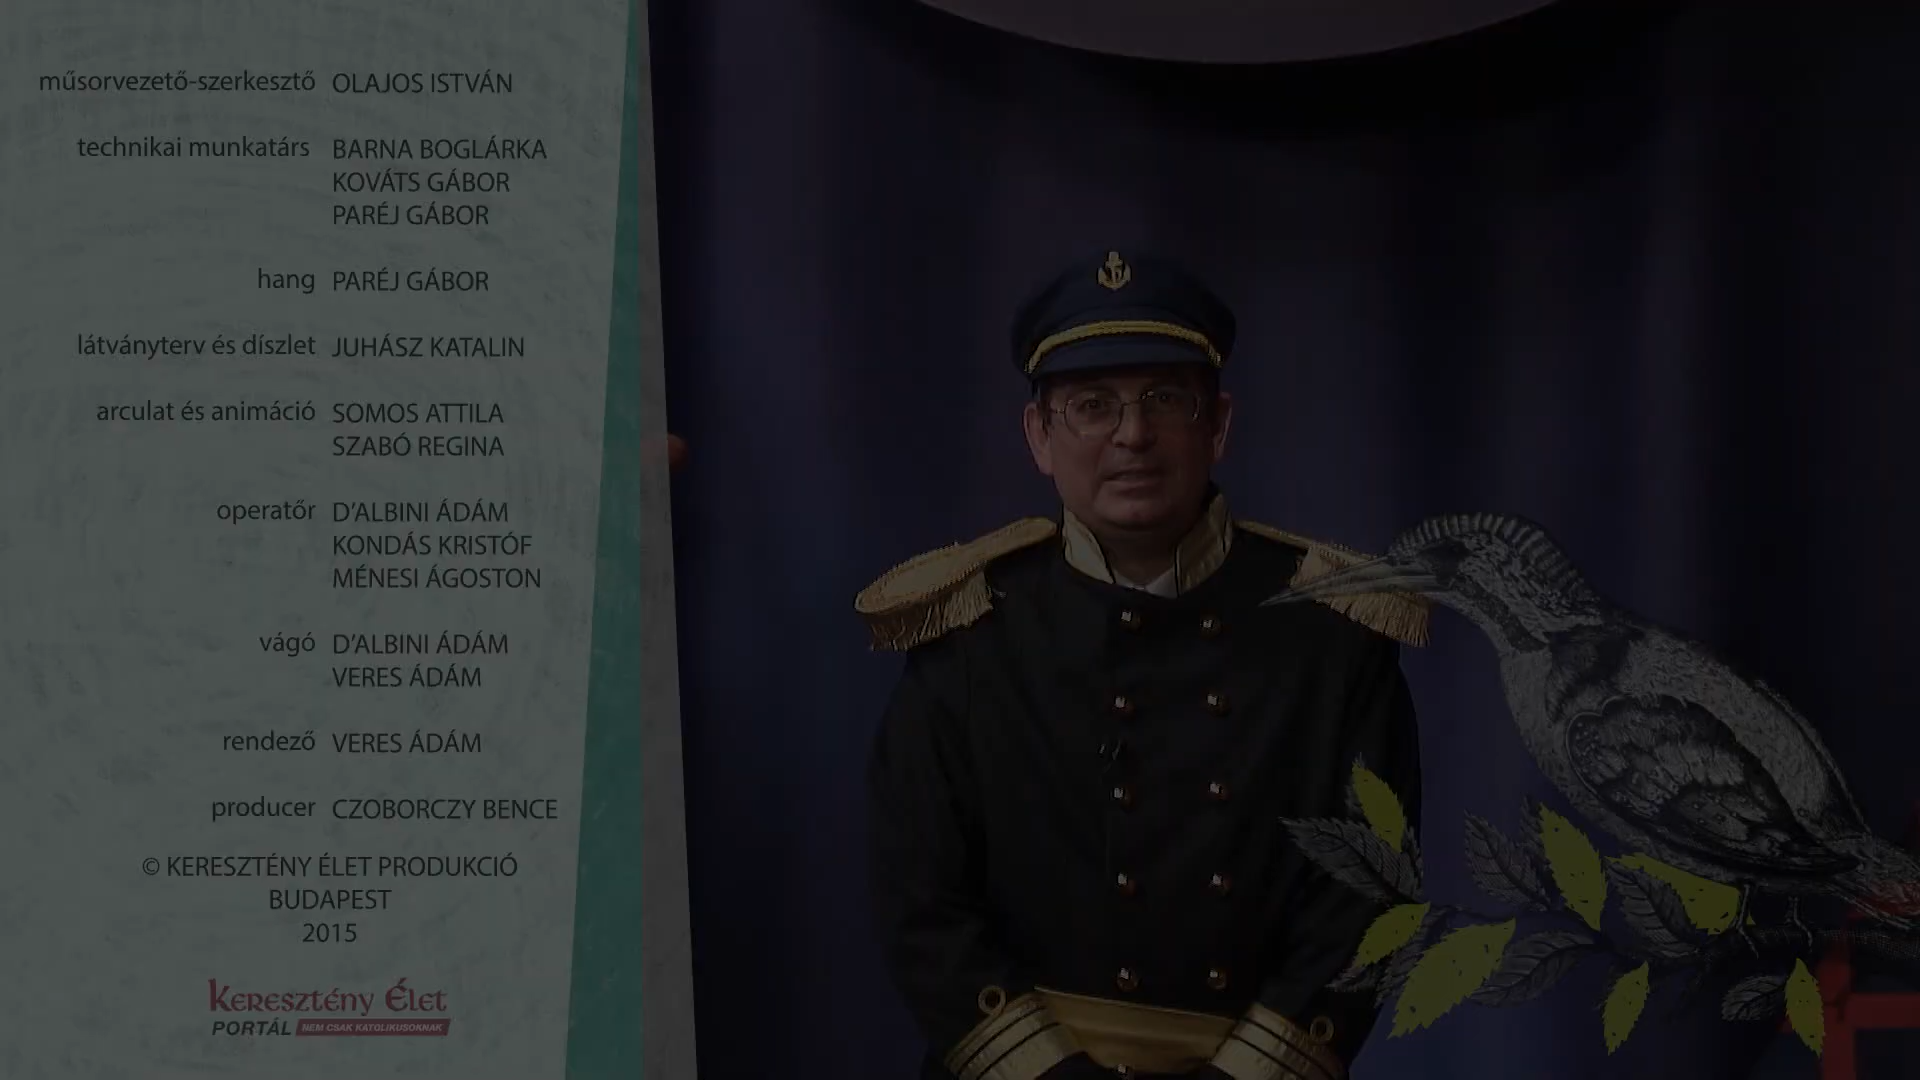 műsorvezető-szerkesztő OLAJOS ISTVÁN
technikai munkatárs BARNA BOGLÁRKA
KOVÁTS GÁBOR
PARÉJ GÁBOR
hang PARÉJ GÁBOR
látványterv és díszlet JUHÁSZ KATALIN
arculat és animáció SOMOS ATTILA
SZABÓ REGINA
operatőr D’ALBINI ÁDÁM
KONDÁS KRISTÓF
MÉNESI ÁGOSTON
vágó D’ALBINI ÁDÁM
VERES ÁDÁM
rendező VERES ÁDÁM
producer CZOBORCZY BENCE
© KERESZTÉNY ÉLET PRODUKCIÓ
BUDAPEST
2015
Keresztény Élet
PORTÁL NEM CSAK KATOLIKUSOKNAK